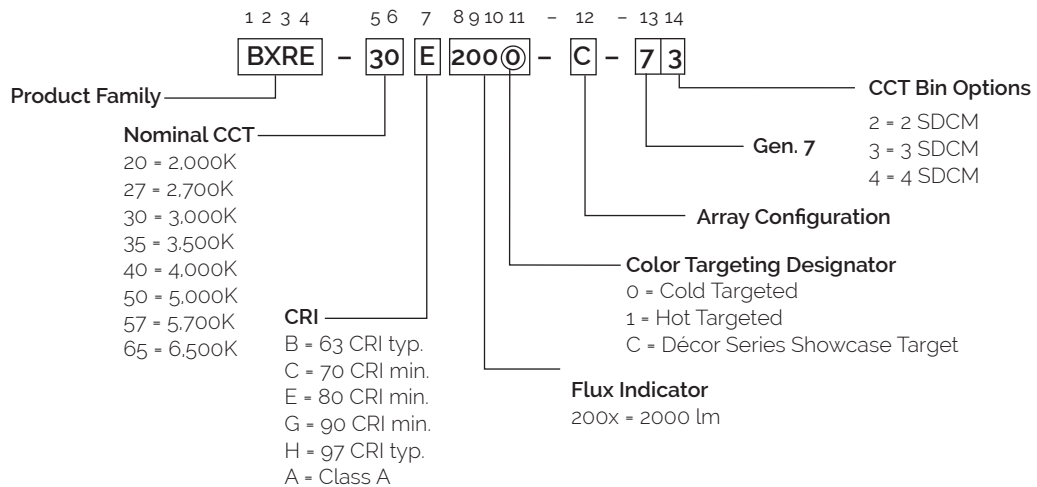 1 2 3 4 5 6 7 8 9 10 11 – 12 – 13 14
BXRE – 30 E 2000 – C – 7 3
Product Family
Nominal CCT
20 = 2,000K
27 = 2,700K
30 = 3,000K
35 = 3,500K
40 = 4,000K
50 = 5,000K
57 = 5,700K
65 = 6,500K
CRI
B = 63 CRI typ.
C = 70 CRI min.
E = 80 CRI min.
G = 90 CRI min.
H = 97 CRI typ.
A = Class A
Flux Indicator
200x = 2000 lm
Color Targeting Designator
0 = Cold Targeted
1 = Hot Targeted
C = Décor Series Showcase Target
Array Configuration
Gen. 7
CCT Bin Options
2 = 2 SDCM
3 = 3 SDCM
4 = 4 SDCM